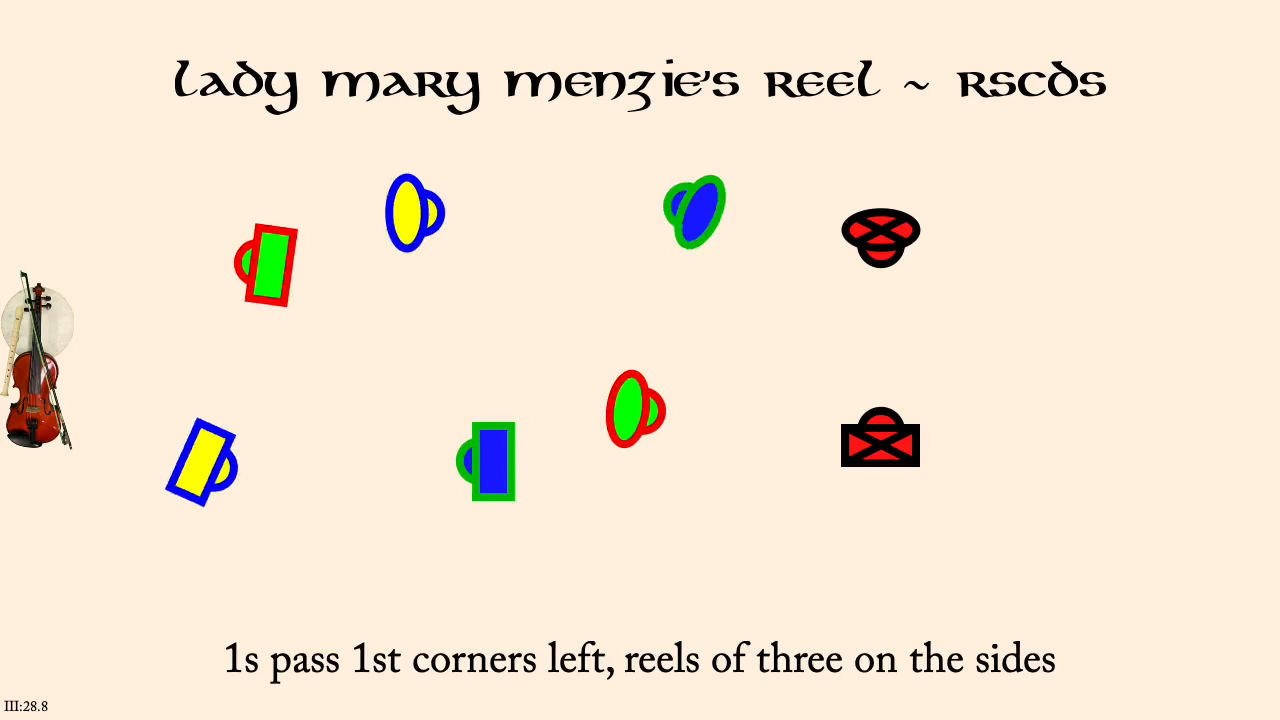 Lady Mary Menzie's Reel ~ RSCDS
1s pass 1st corners left, reels of three on the sides
III:28.8